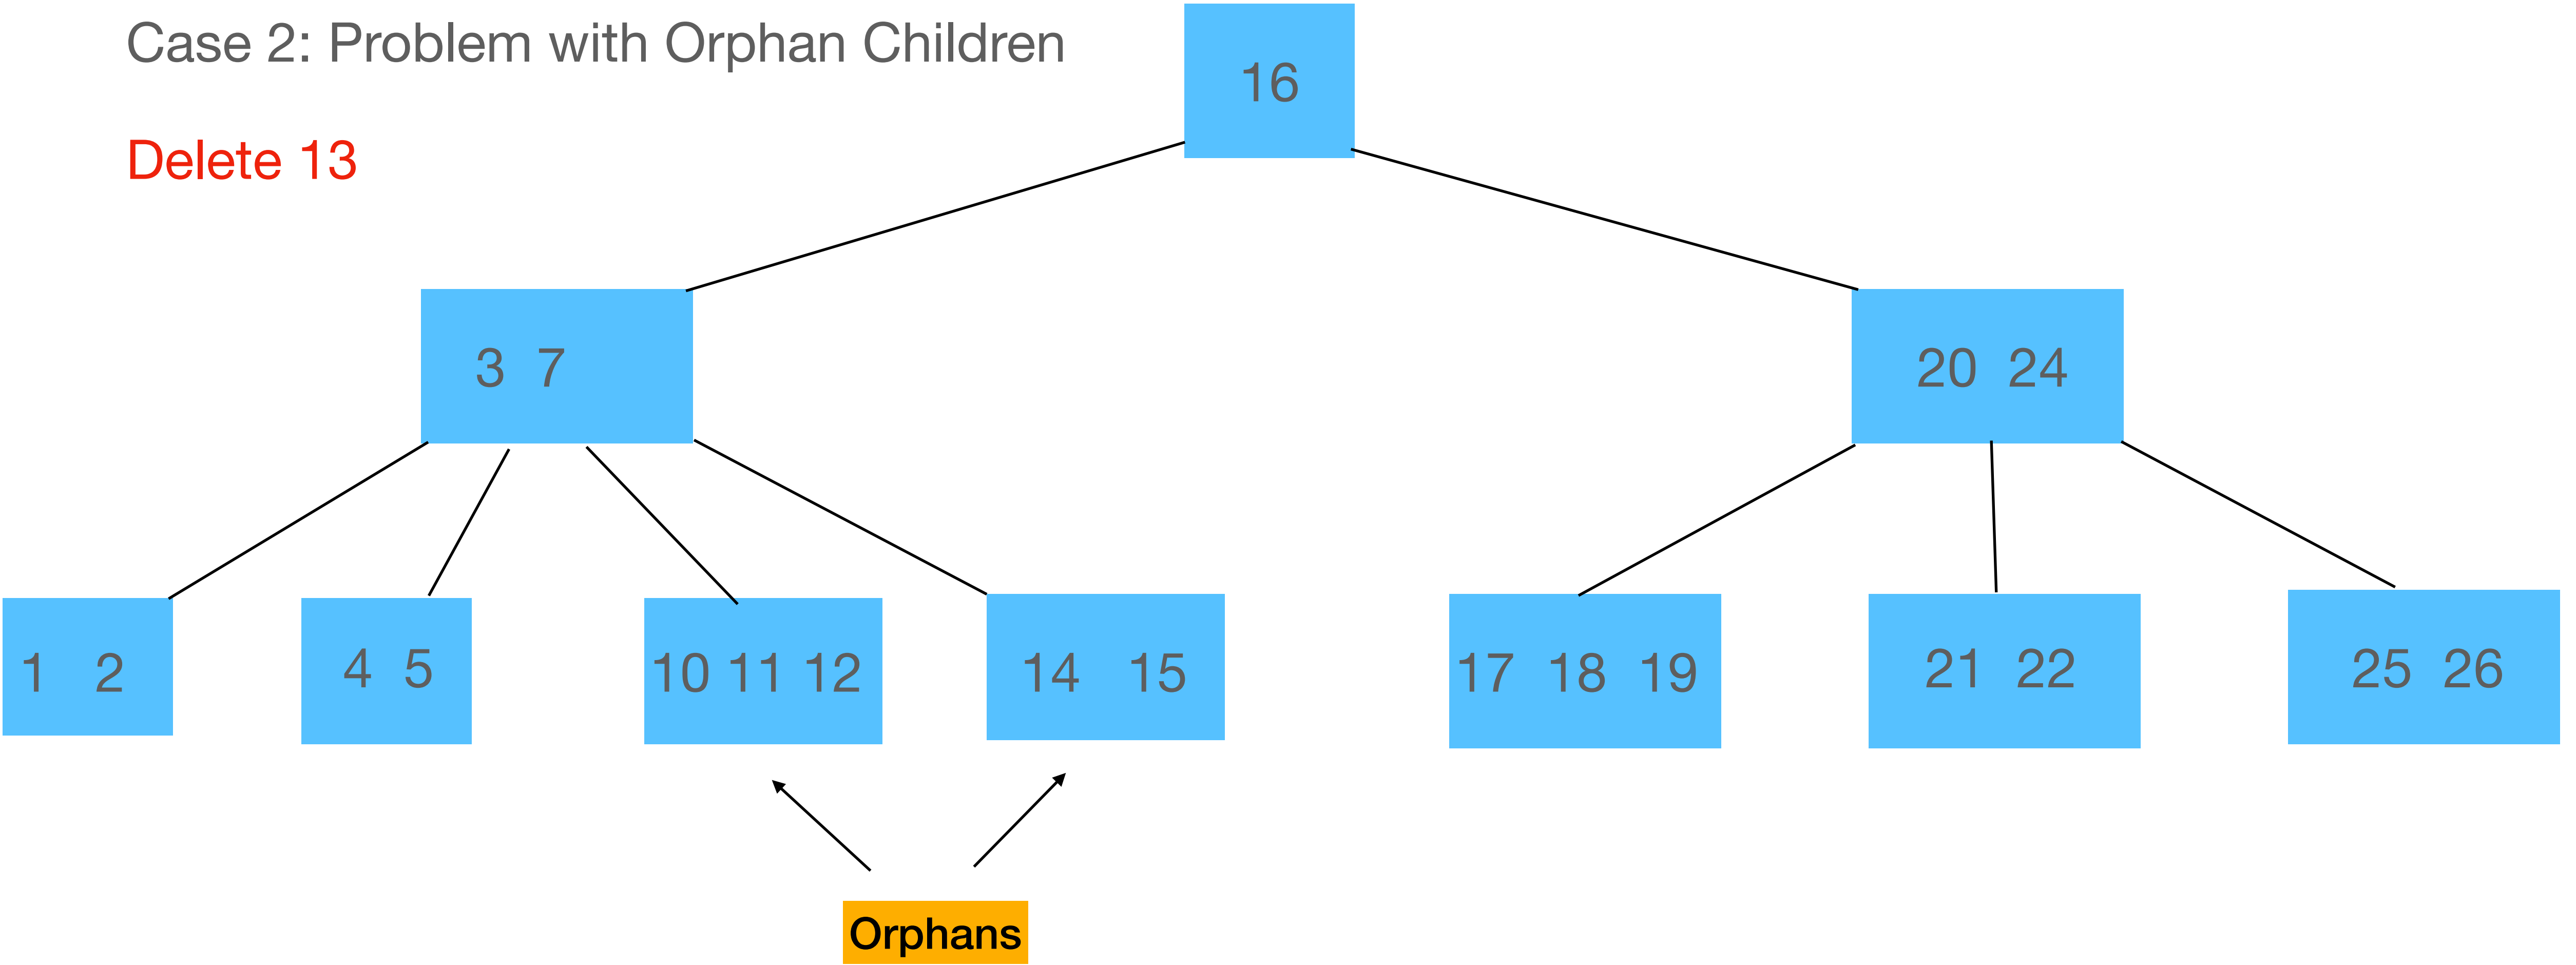 Case 2: Problem with Orphan Children
16
Delete 13
3 7
20 24
1 2
4 5
10 11 12
14 15
17 18 19
21 22
25 26
Orphans